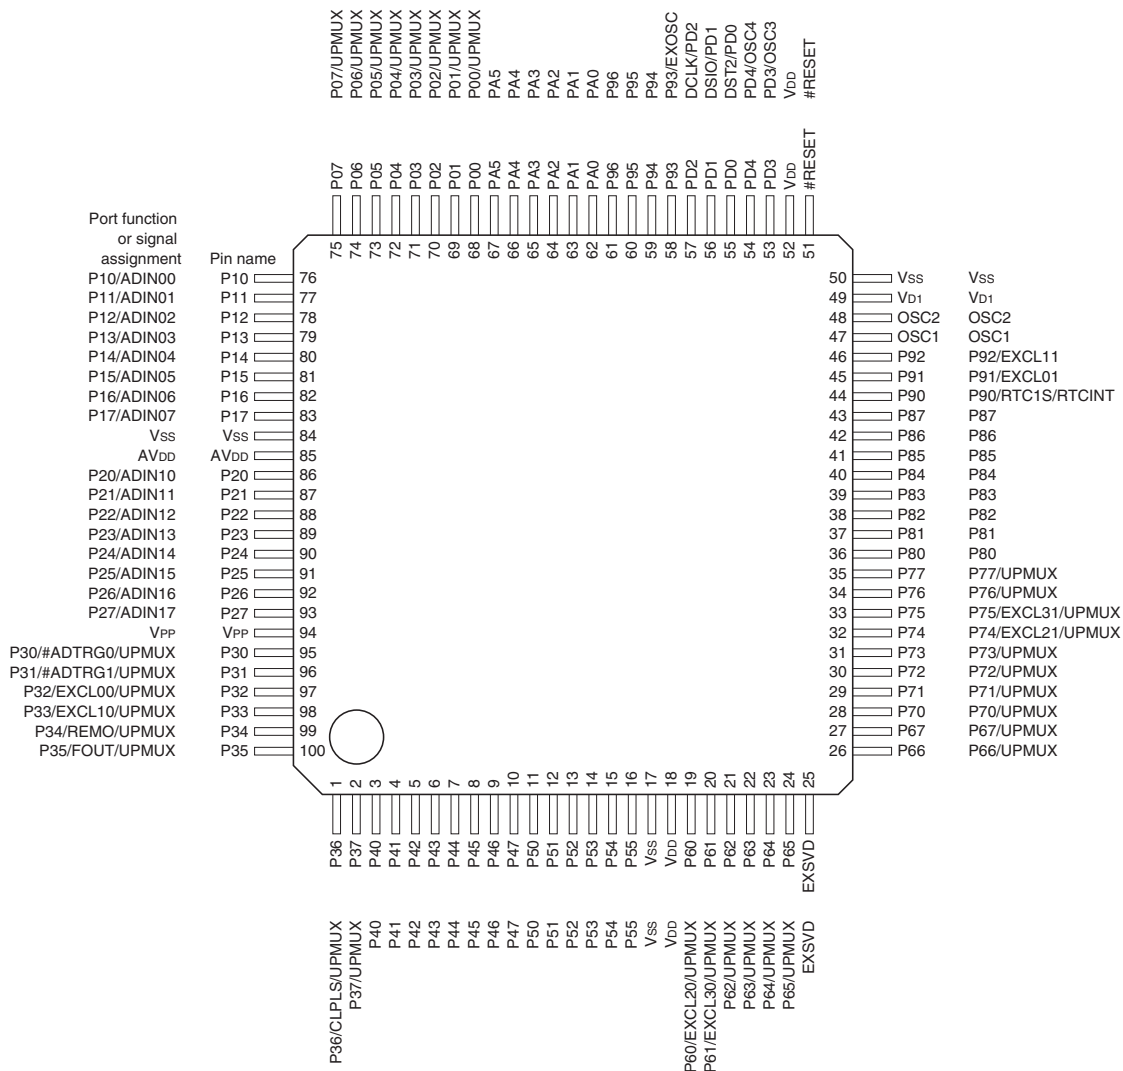 P07/UPMUX
P06/UPMUX
P05/UPMUX
P04/UPMUX
P03/UPMUX
P02/UPMUX
P01/UPMUX
P00/UPMUX
PA5
PA4
PA3
PA2
PA1
PA0
P96
P95
P94
P93/EXOSC
DCLK/PD2
DSIO/PD1
DST2/PD0
PD4/OSC4
PD3/OSC3
VDD
#RESET
P07
P06
P05
P04
P03
P02
P01
P00
PA5
PA4
PA3
PA2
PA1
PA0
P96
P95
P94
P93
PD2
PD1
PD0
PD4
PD3
VDD
#RESET
75 74 73 72 71 70 69 68 67 66 65 64 63 62 61 60 59 58 57 56 55 54 53 52 51
Port function
or signal
assignment Pin name
P10/ADIN00 P10 76 50 VSS VSS
P11/ADIN01 P11 77 49 VD1 VD1
P12/ADIN02 P12 78 48 OSC2 OSC2
P13/ADIN03 P13 79 47 OSC1 OSC1
P14/ADIN04 P14 80 46 P92 P92/EXCL11
P15/ADIN05 P15 81 45 P91 P91/EXCL01
P16/ADIN06 P16 82 44 P90 P90/RTC1S/RTCINT
P17/ADIN07 P17 83 43 P87 P87
VSS VSS 84 42 P86 P86
AVDD AVDD 85 41 P85 P85
P20/ADIN10 P20 86 40 P84 P84
P21/ADIN11 P21 87 39 P83 P83
P22/ADIN12 P22 88 38 P82 P82
P23/ADIN13 P23 89 37 P81 P81
P24/ADIN14 P24 90 36 P80 P80
P25/ADIN15 P25 91 35 P77 P77/UPMUX
P26/ADIN16 P26 92 34 P76 P76/UPMUX
P27/ADIN17 P27 93 33 P75 P75/EXCL31/UPMUX
VPP VPP 94 32 P74 P74/EXCL21/UPMUX
P30/#ADTRG0/UPMUX P30 95 31 P73 P73/UPMUX
P31/#ADTRG1/UPMUX P31 96 30 P72 P72/UPMUX
P32/EXCL00/UPMUX P32 97 29 P71 P71/UPMUX
P33/EXCL10/UPMUX P33 98 28 P70 P70/UPMUX
P34/REMO/UPMUX P34 99 27 P67 P67/UPMUX
P35/FOUT/UPMUX P35 100 26 P66 P66/UPMUX
1 2 3 4 5 6 7 8 9 10 11 12 13 14 15 16 17 18 19 20 21 22 23 24 25
P36
P37
P40
P41
P42
P43
P44
P45
P46
P47
P50
P51
P52
P53
P54
P55
VSS
VDD
P60
P61
P62
P63
P64
P65
EXSVD
P36/CLPLS/UPMUX
P37/UPMUX
P40
P41
P42
P43
P44
P45
P46
P47
P50
P51
P52
P53
P54
P55
VSS
VDD
P60/EXCL20/UPMUX
P61/EXCL30/UPMUX
P62/UPMUX
P63/UPMUX
P64/UPMUX
P65/UPMUX
EXSVD